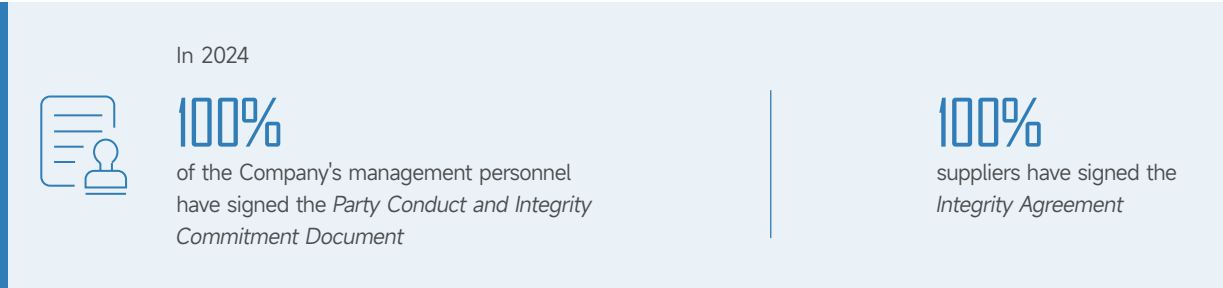 In 2024
100%
of the Company's management personnel
have signed the Party Conduct and Integrity
Commitment Document
100%
suppliers have signed the
Integrity Agreement